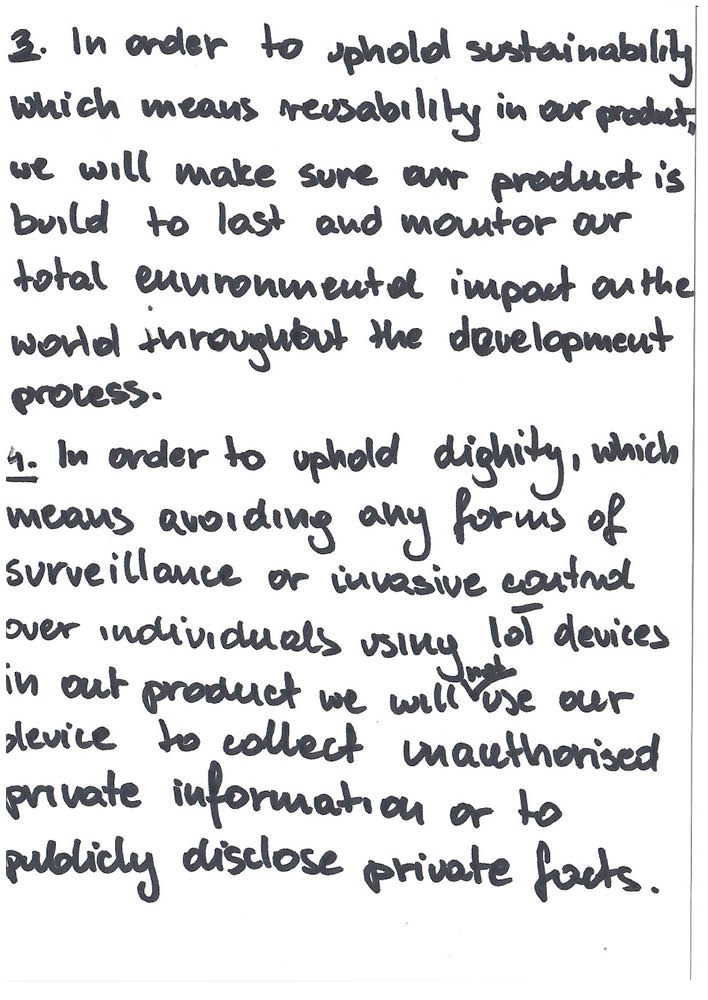 3. In order to uphold sustainability
which means reusability in our product,
we will make sure our product is
build to last and monitor our
total environmental impact on the
world throughout the development
process.
4. In order to uphold dighity, which
means avoiding any forms of
surveillance or invasive control
over individuals using IoT devices
in out product we will not use our
device to collect unauthorised
private information or to
publicly disclose private facts.